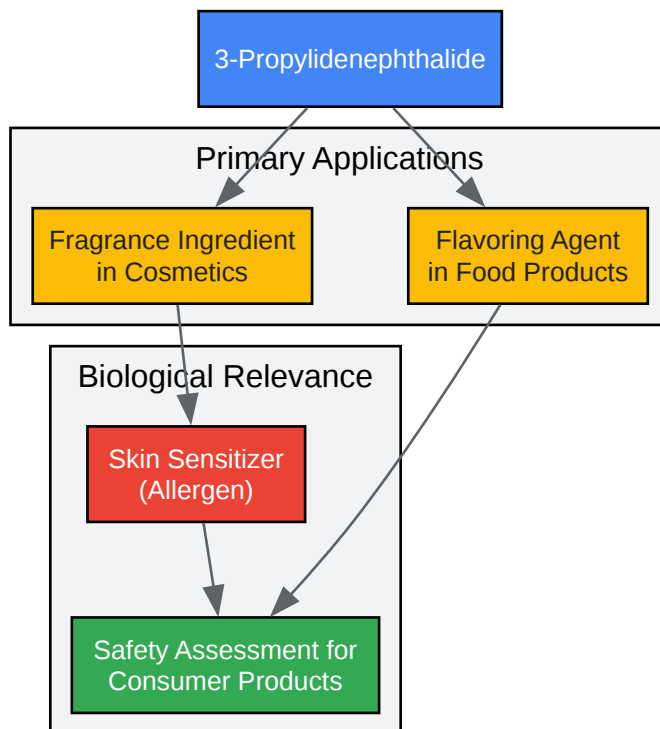 3-Propylidenephthalide
Primary Applications
Fragrance Ingredient
in Cosmetics
Flavoring Agent
in Food Products
Biological Relevance
Skin Sensitizer
(Allergen)
Safety Assessment for
Consumer Products